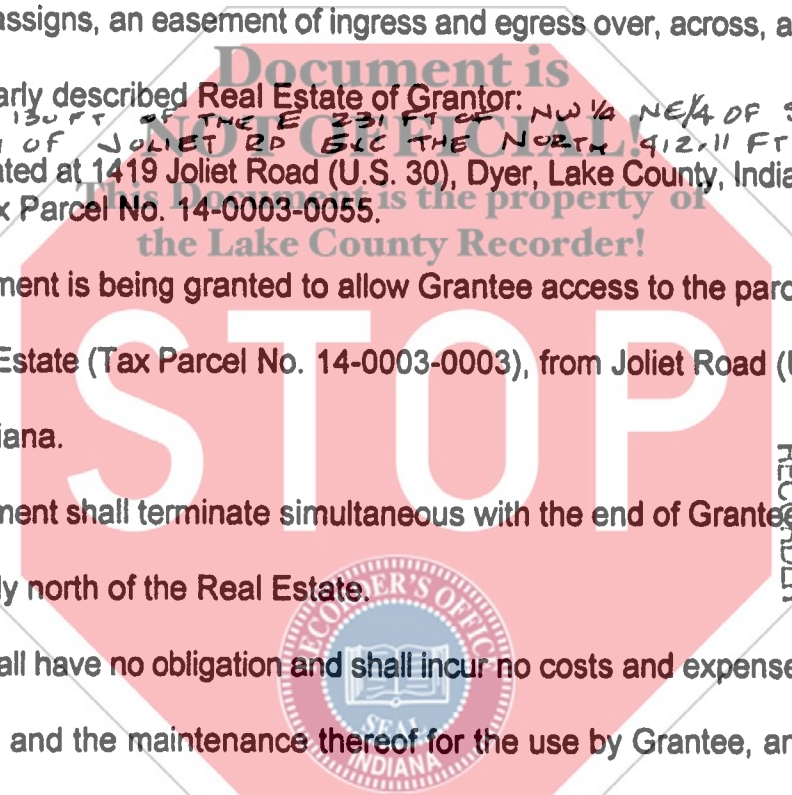 assigns, an easement of ingress and egress over, across, a
Document is
arly described Real Estate of Grantor:
130 FT OF THE E 231 FT OF NW 1/4 NE/4 OF S
NOT OFFICIAL!
OF JOLIET RD EXC THE NORTH 912.11 FT
ated at 1419 Joliet Road (U.S. 30), Dyer, Lake County, India
This Document is the property of
x Parcel No. 14-0003-0055.
the Lake County Recorder!
ment is being granted to allow Grantee access to the parc
Estate (Tax Parcel No. 14-0003-0003), from Joliet Road (U
iana.
STOP
RECORDER
ment shall terminate simultaneous with the end of Grantee
ly north of the Real Estate.
RECORDER'S OFFIC
all have no obligation and shall incur no costs and expense
SEAL
and the maintenance thereof for the use by Grantee, an
INDIANA